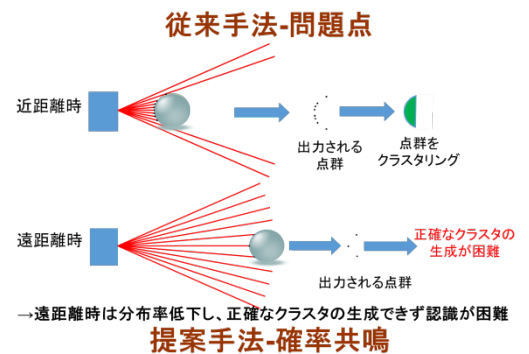 従来手法-問題点
近距離時
出力される
点群
点群を
クラスタリング
遠距離時
正確なクラスタの
生成が困難
出力される点群
→遠距離時は分布率低下し、正確なクラスタの生成できず認識が困難
提案手法-確率共鳴